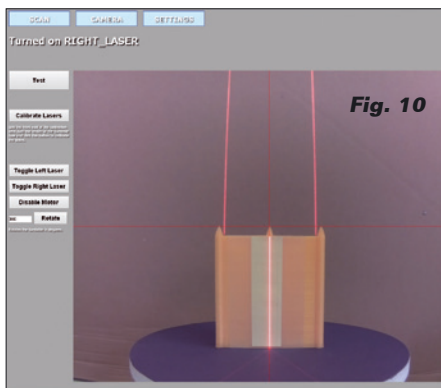 SCAN
CAMERA
SETTINGS
Turned on RIGHT_LASER
Test
Fig. 10
Calibrate Lasers
Toggle Left Laser
Toggle Right Laser
Disable Motor
Rotate